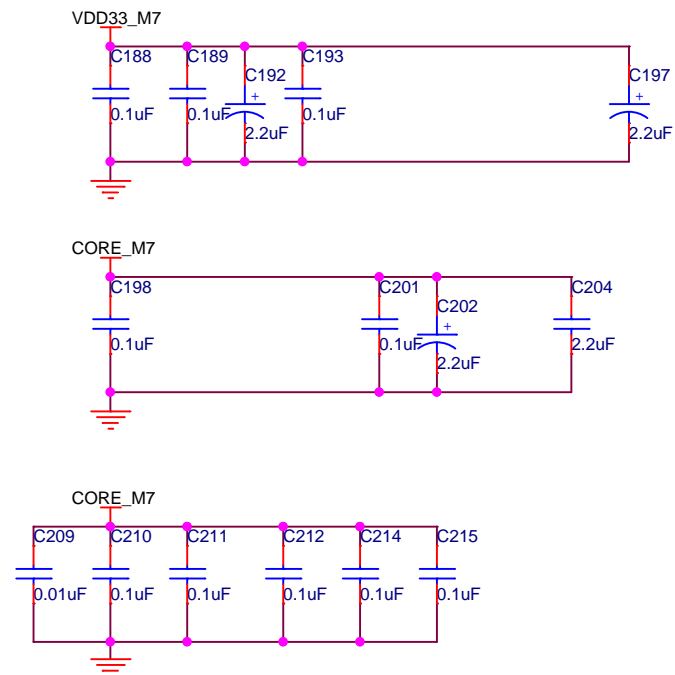 VDD33_M7
C188 C189 C193
C192 C197
+ +
0.1uF 0.1uF 0.1uF
2.2uF 2.2uF
CORE_M7
C198 C201 C204
C202
+
0.1uF 0.1uF 2.2uF
2.2uF
CORE_M7
C209 C210 C211 C212 C214 C215
0.01uF 0.1uF 0.1uF 0.1uF 0.1uF 0.1uF